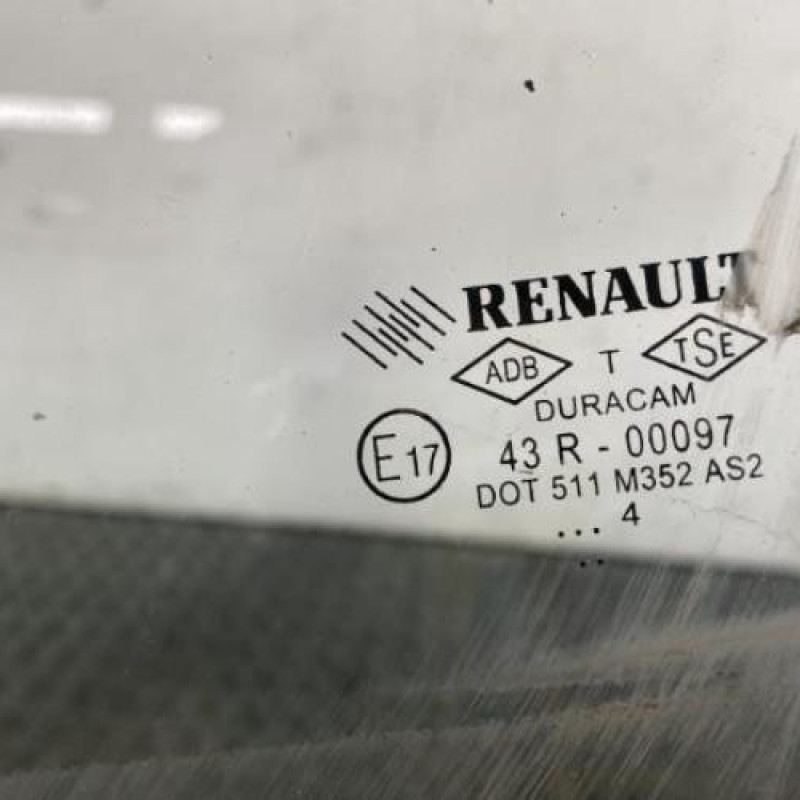 RENAULT
ADB T TSE
DURACAM
E17 43 R - 00097
DOT 511 M352 AS2
... 4
..